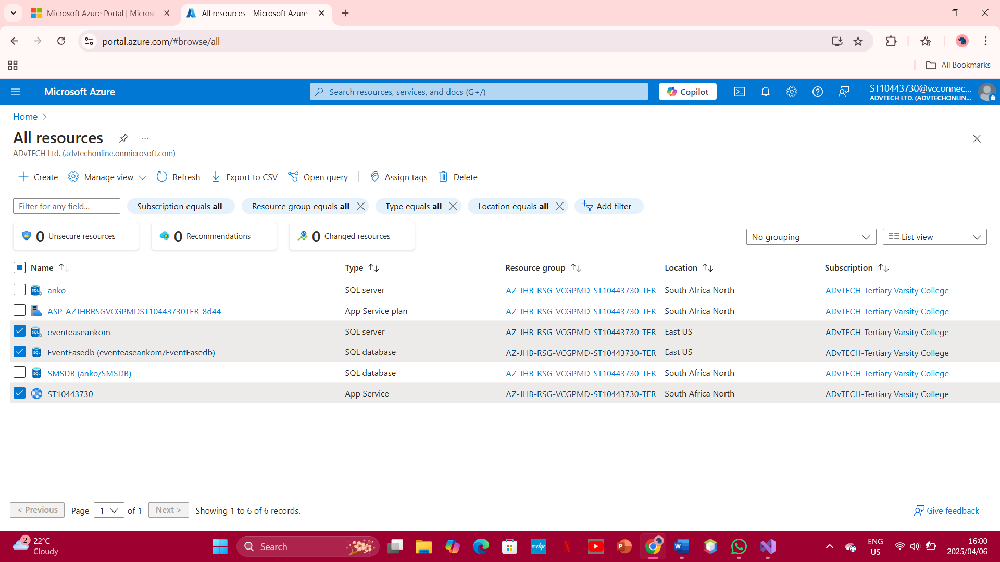 Microsoft Azure Portal | Micros
All resources - Microsoft Azure
portal.azure.com/#browse/all
All Bookmarks
Microsoft Azure
Search resources, services, and docs (G+/)
Copilot
ST10443730@vcconnec...
ADVTECH LTD. (ADVTECHONLIN...
Home
All resources
ADvTECH Ltd. (advtechonline.onmicrosoft.com)
Create
Manage view
Refresh
Export to CSV
Open query
Assign tags
Delete
Filter for any field...
Subscription equals all
Resource group equals all
Type equals all
Location equals all
Add filter
0 Unsecure resources
0 Recommendations
0 Changed resources
No grouping
List view
Name Type Resource group Location Subscription
anko SQL server AZ-JHB-RSG-VCGPMD-ST10443730-TER South Africa North ADvTECH-Tertiary Varsity College
ASP-AZJHBRSGVCGPMDST10443730TER-8d44 App Service plan AZ-JHB-RSG-VCGPMD-ST10443730-TER South Africa North ADvTECH-Tertiary Varsity College
eventeaseankom SQL server AZ-JHB-RSG-VCGPMD-ST10443730-TER East US ADvTECH-Tertiary Varsity College
EventEasedb (eventeaseankom/EventEasedb) SQL database AZ-JHB-RSG-VCGPMD-ST10443730-TER East US ADvTECH-Tertiary Varsity College
SMSDB (anko/SMSDB) SQL database AZ-JHB-RSG-VCGPMD-ST10443730-TER South Africa North ADvTECH-Tertiary Varsity College
ST10443730 App Service AZ-JHB-RSG-VCGPMD-ST10443730-TER South Africa North ADvTECH-Tertiary Varsity College
< Previous Page 1 of 1 Next > Showing 1 to 6 of 6 records.
Give feedback
2
22°C
Cloudy
Search
myhp
ENG
US
16:00
2025/04/06